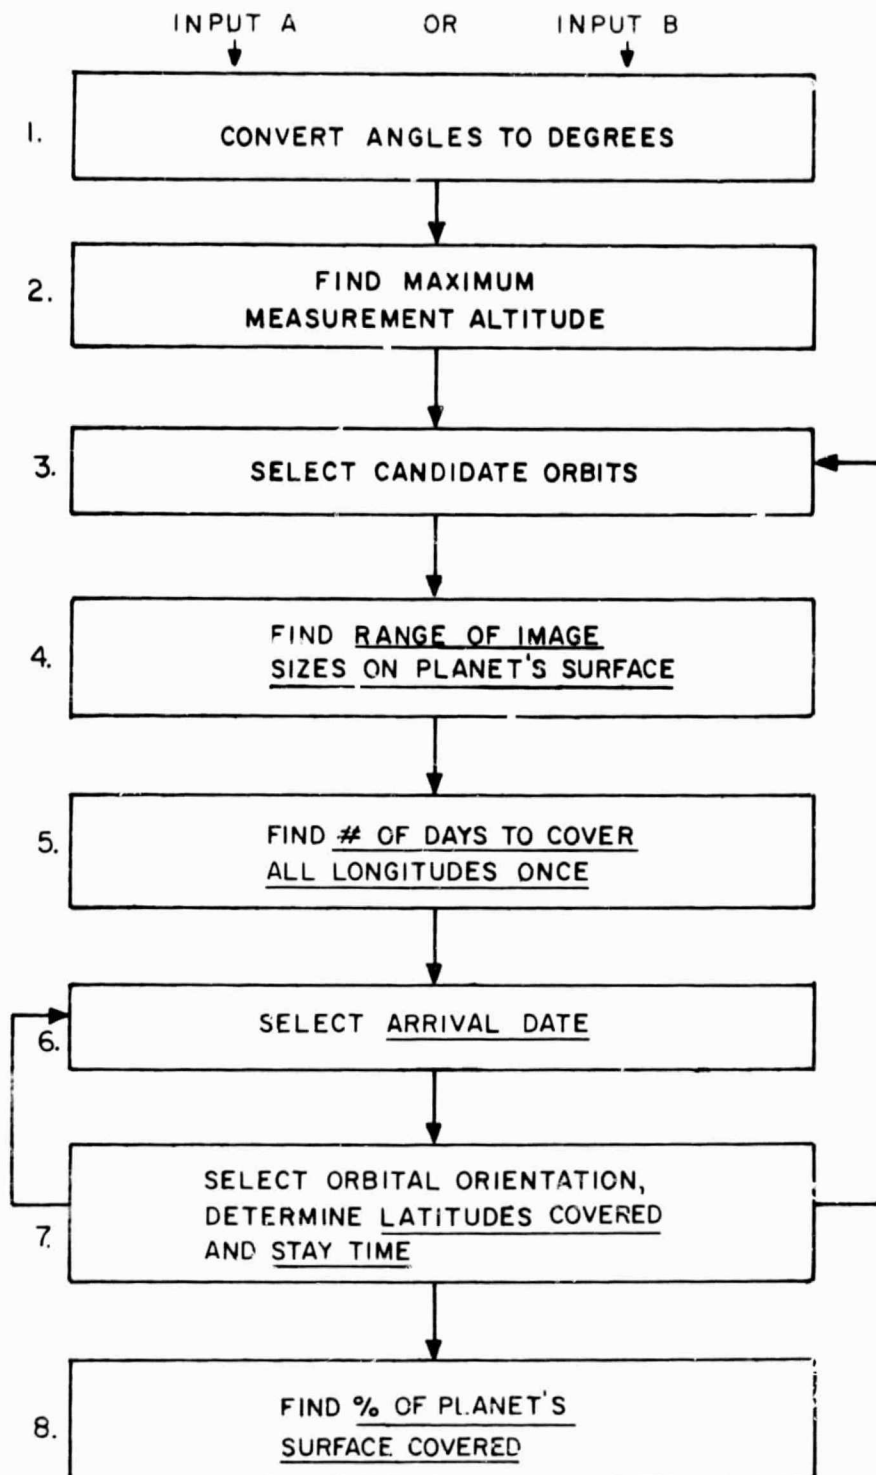 INPUT A OR INPUT B
1. CONVERT ANGLES TO DEGREES
2. FIND MAXIMUM
MEASUREMENT ALTITUDE
3. SELECT CANDIDATE ORBITS
4. FIND RANGE OF IMAGE
SIZES ON PLANET'S SURFACE
5. FIND # OF DAYS TO COVER
ALL LONGITUDES ONCE
6. SELECT ARRIVAL DATE
7. SELECT ORBITAL ORIENTATION,
DETERMINE LATITUDES COVERED
AND STAY TIME
8. FIND % OF PLANET'S
SURFACE COVERED